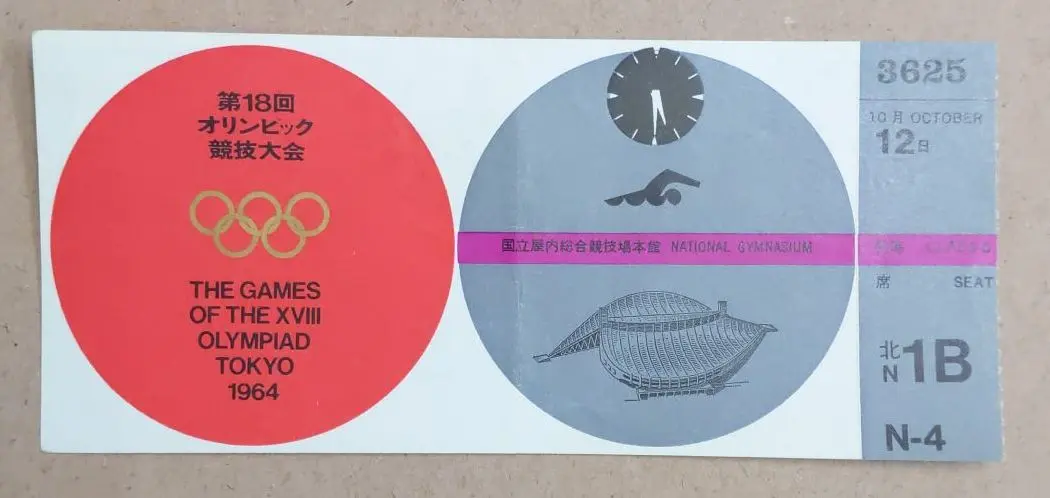 第18回
オリンピック
競技大会
THE GAMES
OF THE XVIII
OLYMPIAD
TOKYO
1964
国立屋内総合競技場本館 NATIONAL GYMNASIUM
3625
10月 OCTOBER
12日
席 SEAT
北
N 1B
N-4